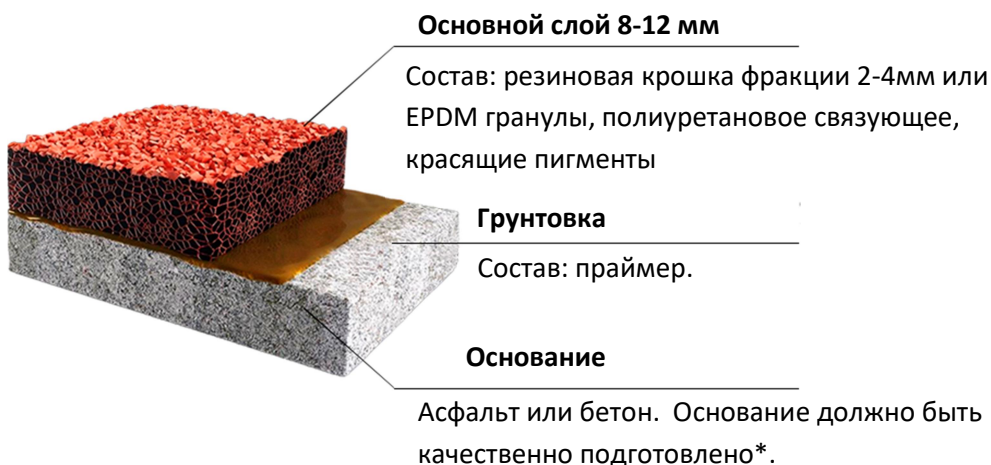 Основной слой 8-12 мм
Состав: резиновая крошка фракции 2-4мм или
EPDM гранулы, полиуретановое связующее,
красящие пигменты
Грунтовка
Состав: праймер.
Основание
Асфальт или бетон. Основание должно быть
качественно подготовлено*.